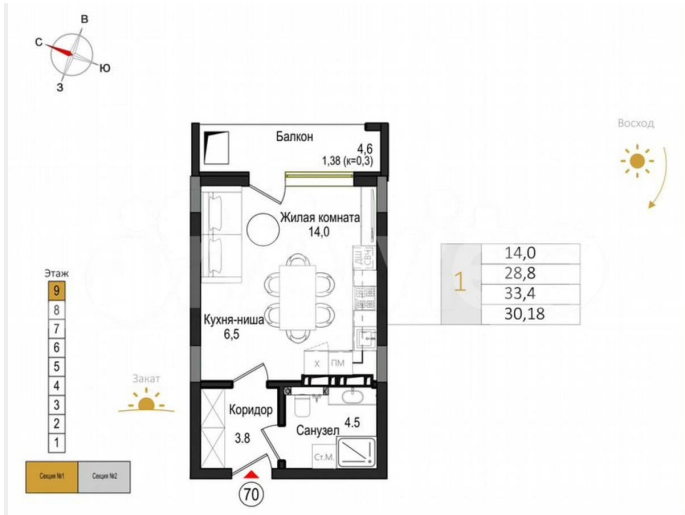 В
С
Ю
З
Балкон
4,6
1,38 (к=0,3)
Восход
Жилая комната
14,0
ДШ
СВЧ
14,0
28,8
33,4
30,18
1
Этаж
9
8
7
6
5
4
3
2
1
Кухня-ниша
6,5
Х
ПМ
Закат
Коридор
3.8
Санузел
4.5
Ст.М.
Секция №1
Секция №2
70